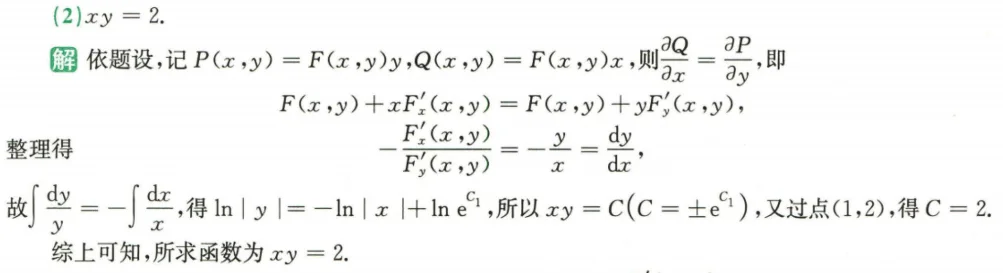 (2)xy = 2.
解 依题设,记 P(x,y) = F(x,y)y,Q(x,y) = F(x,y)x,则∂Q/∂x = ∂P/∂y,即
F(x,y)+xF′ₓ(x,y) = F(x,y)+yF′ᵧ(x,y),
整理得 −F′ₓ(x,y)/F′ᵧ(x,y) = −y/x = dy/dx,
故∫dy/y = −∫dx/x,得 ln|y|=−ln|x|+ln e^{C₁},所以 xy = C(C = ±e^{C₁}),又过点(1,2),得 C = 2.
综上可知,所求函数为 xy = 2.